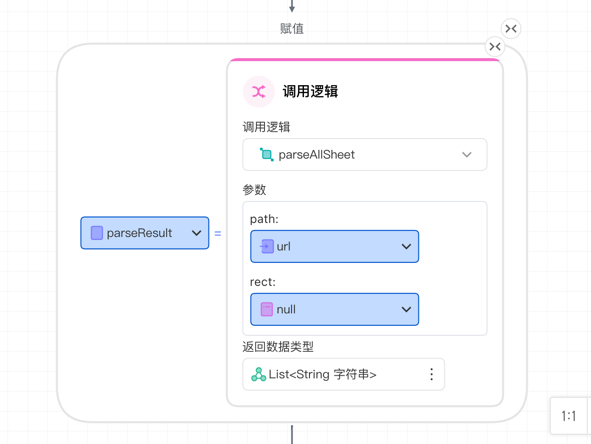 赋值
调用逻辑
调用逻辑
parseAllSheet
参数
path:
parseResult
=
url
rect:
null
返回数据类型
List<String 字符串>
1:1